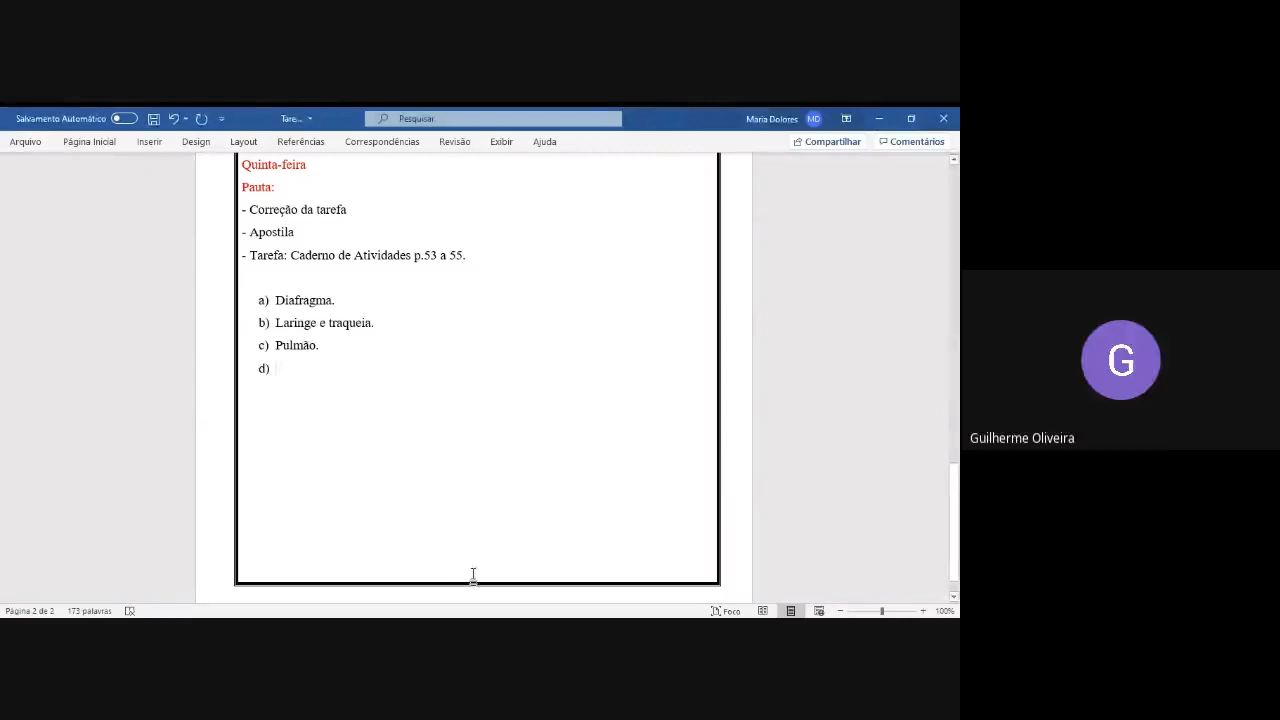 Salvamento Automático
Tare...
Pesquisar
Maria Dolores
MD
Arquivo
Página Inicial
Inserir
Design
Layout
Referências
Correspondências
Revisão
Exibir
Ajuda
Compartilhar
Comentários
Quinta-feira
Pauta:
- Correção da tarefa
- Apostila
- Tarefa: Caderno de Atividades p.53 a 55.
a) Diafragma.
b) Laringe e traqueia.
c) Pulmão.
d)
G
Guilherme Oliveira
Página 2 de 2
173 palavras
Foco
100%